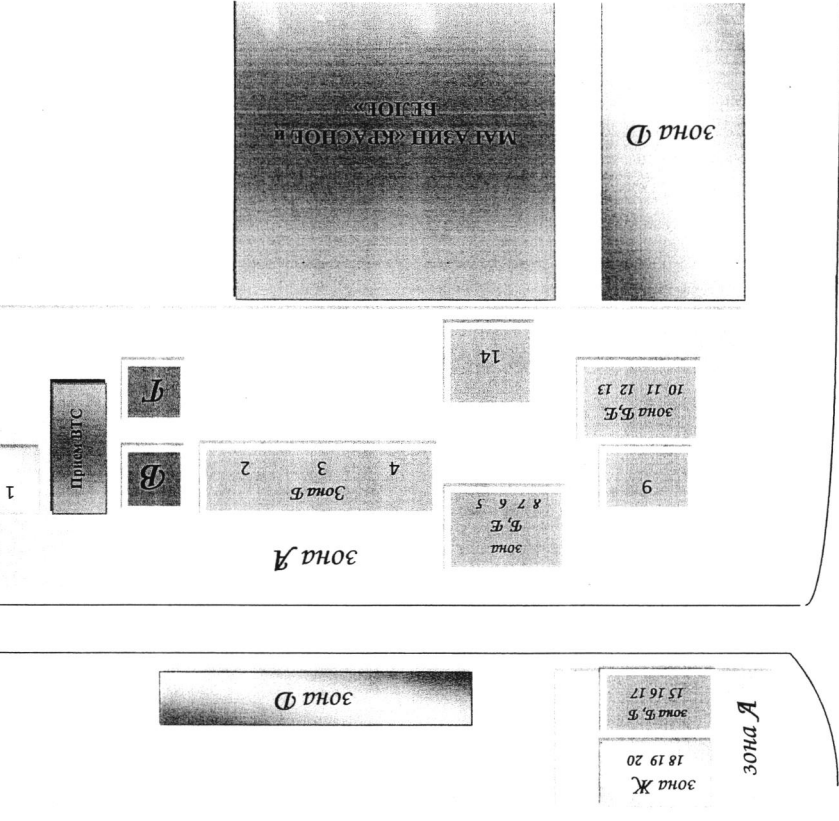 зона Ж
18 19 20
зона Б, Б
15 16 17
зона А
зона Д
зона А
зона
Б, Е
8 7 6 5
Зона Б
4 3 2
9
зона Б,Е
10 11 12 13
14
В
Г
Прием ВТС
1
МАГАЗИН «КРАСНОЕ и
БЕЛОЕ»
зона Д